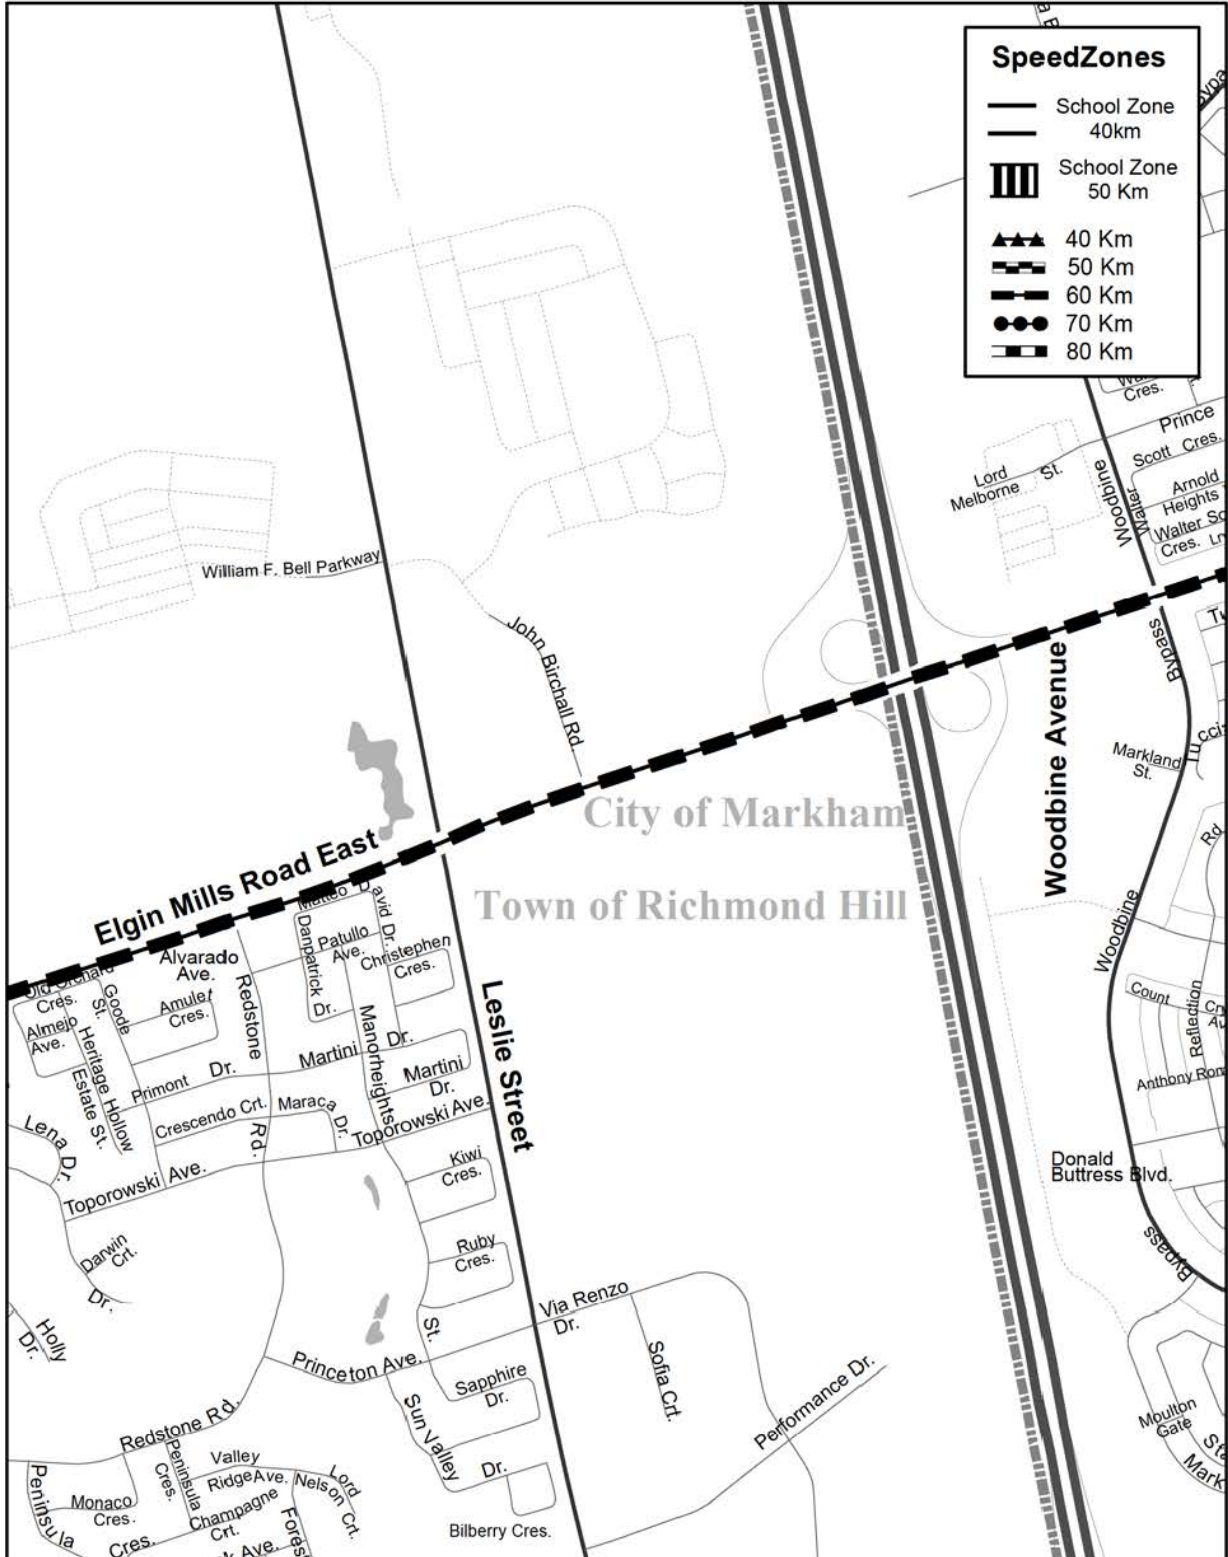 SpeedZones
School Zone
40km
School Zone
50 Km
40 Km
50 Km
60 Km
70 Km
80 Km
Cres.
Prince
Scott Cres.
Lord
Melborne St.
Woodbine
Walter
Arnold
Heights
Walter
Cres.
William F. Bell Parkway
John Birchall Rd.
Bypass
Woodbine Avenue
Markland
St.
City of Markham
Town of Richmond Hill
Elgin Mills Road East
Matteo David Dr.
Danpatrick Dr.
Patullo
Ave.
Christephen
Cres.
Alvarado
Ave.
Old Orchard
Cres.
Goode
St.
Amulet
Cres.
Almejo
Ave.
Heritage Hollow
Estate St.
Redstone Rd.
Primont Dr.
Martini Dr.
Manorheights St.
Martini
Dr.
Leslie Street
Crescendo Crt.
Maraca Dr.
Toporowski Ave.
Lena Dr.
Toporowski Ave.
Kiwi
Cres.
Darwin
Crt.
Dr.
Ruby
Cres.
Holly
Dr.
Via Renzo
Dr.
Princeton Ave.
Sofia Crt.
Sapphire
Dr.
Sun Valley Dr.
Performance Dr.
Redstone Rd.
Peninsula
Cres.
Valley
Ridge Ave.
Lord
Nelson Crt.
Peninsula
Cres.
Monaco
Cres.
Champagne
Crt.
Ave.
Bilberry Cres.
Woodbine
Rd
Count
Reflection
Donald
Buttress Blvd.
Bypass
Moulton
Gate